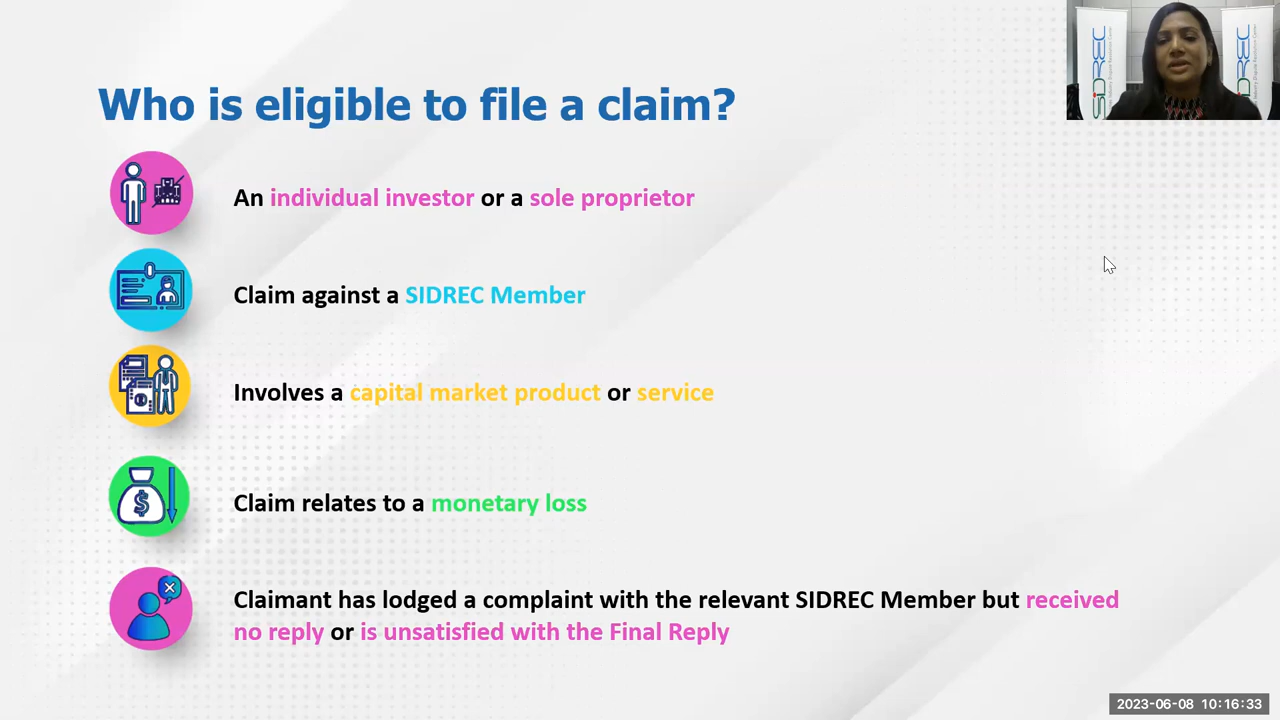 Who is eligible to file a claim?
An individual investor or a sole proprietor
Claim against a SIDREC Member
Involves a capital market product or service
Claim relates to a monetary loss
Claimant has lodged a complaint with the relevant SIDREC Member but received
no reply or is unsatisfied with the Final Reply
SIDREC
2023-06-08 10:16:33